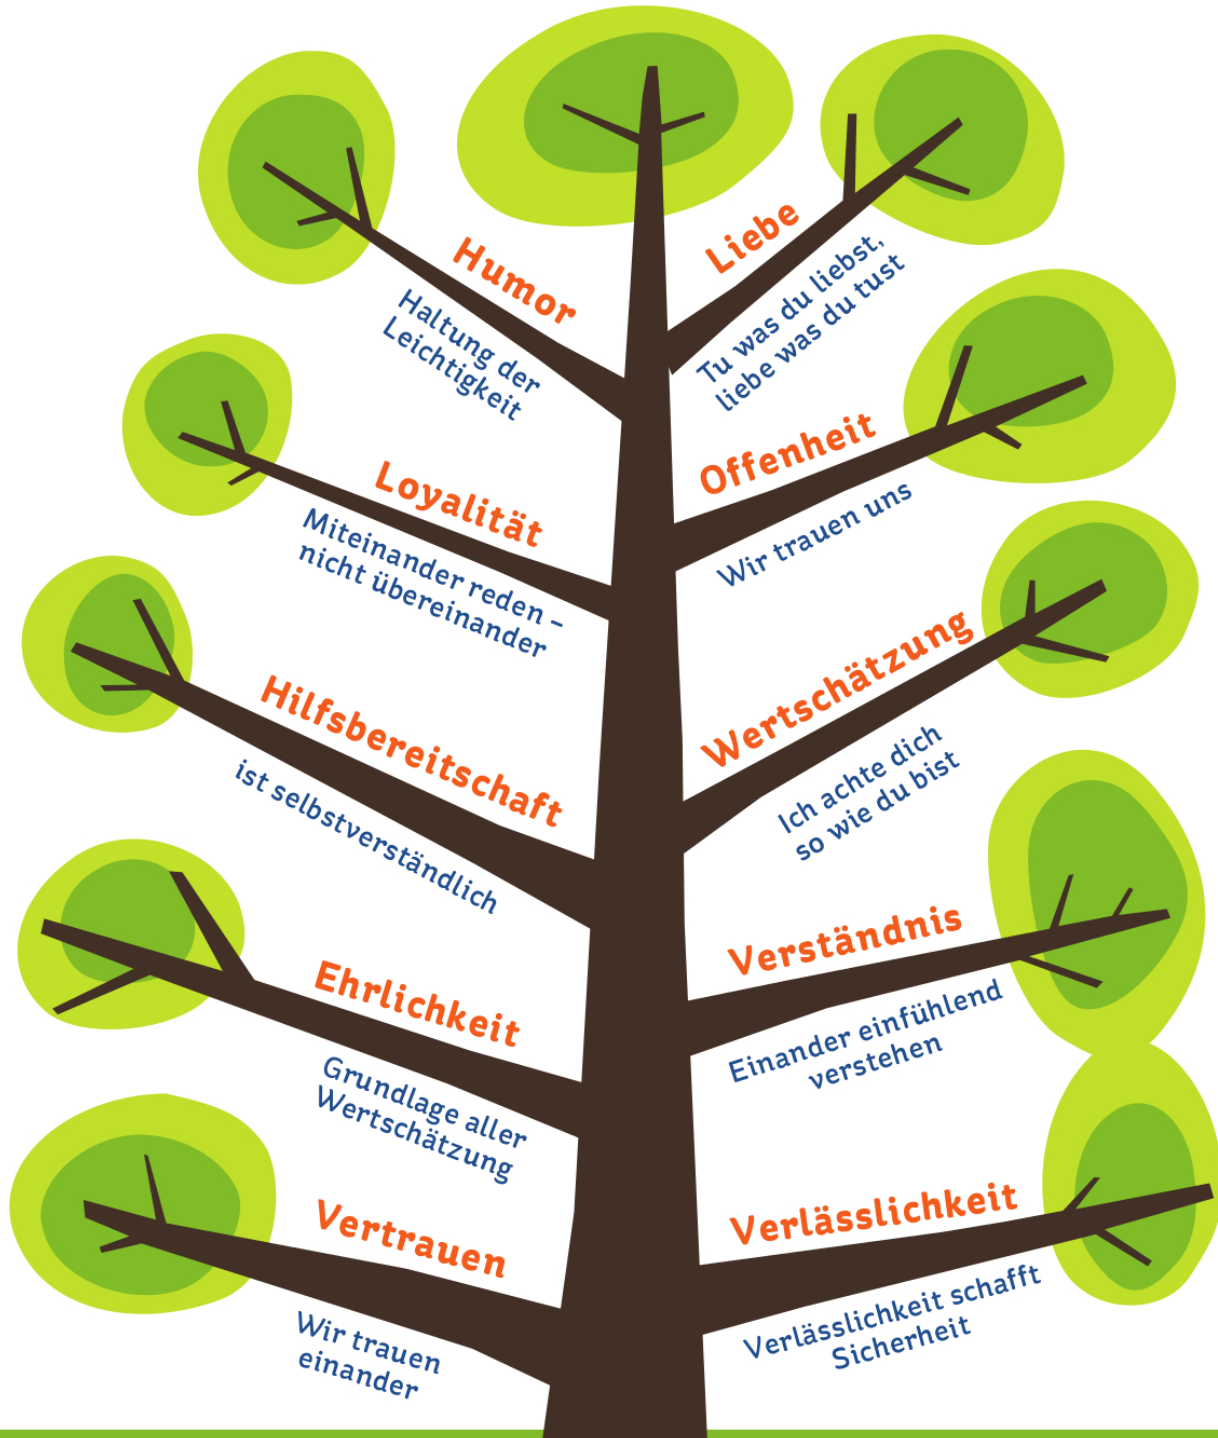 Humor
Haltung der
Leichtigkeit
Liebe
Tu was du liebst,
liebe was du tust
Loyalität
Miteinander reden –
nicht übereinander
Offenheit
Wir trauen uns
Hilfsbereitschaft
ist selbstverständlich
Wertschätzung
Ich achte dich
so wie du bist
Ehrlichkeit
Grundlage aller
Wertschätzung
Verständnis
Einander einfühlend
verstehen
Vertrauen
Wir trauen
einander
Verlässlichkeit
Verlässlichkeit schafft
Sicherheit